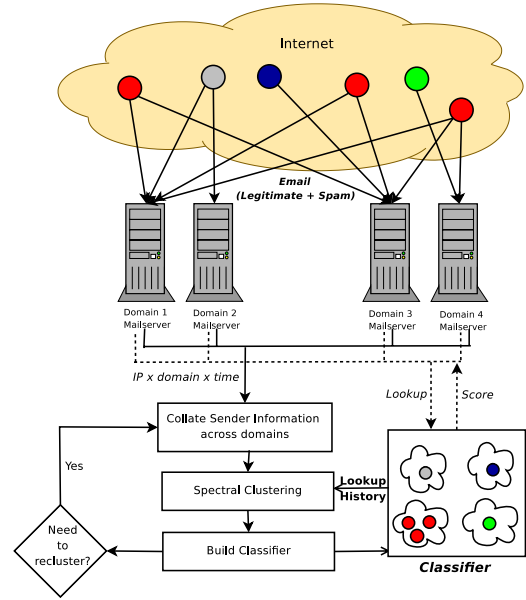 Internet
Email
(Legitimate + Spam)
Domain 1
Mailserver
Domain 2
Mailserver
Domain 3
Mailserver
Domain 4
Mailserver
IP x domain x time
Lookup
Score
Collate Sender Information
across domains
Yes
Spectral Clustering
Lookup
History
Need
to
recluster?
Build Classifier
Classifier